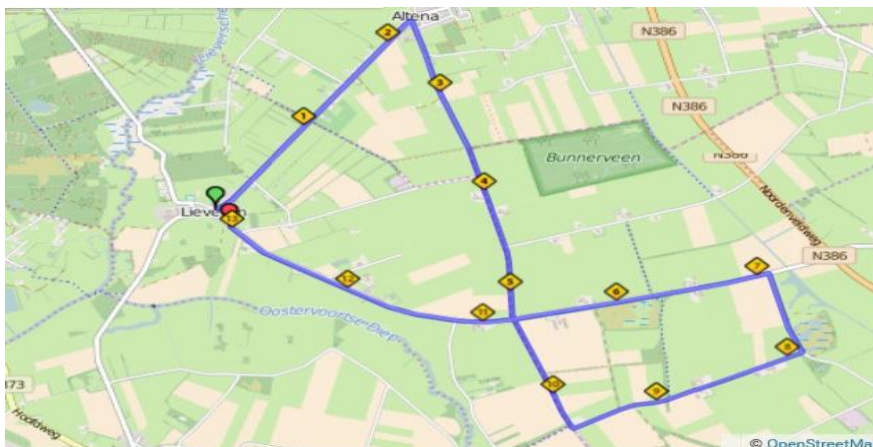 Altena
N386
2
Lieversche
3
N386
1
Bunnerveen
N386
4
Noordenveldweg
13
N386
7
12
5
6
11
Oostervoortse Diep
8
10
9
373
Hoofdweg
© OpenStreetMa